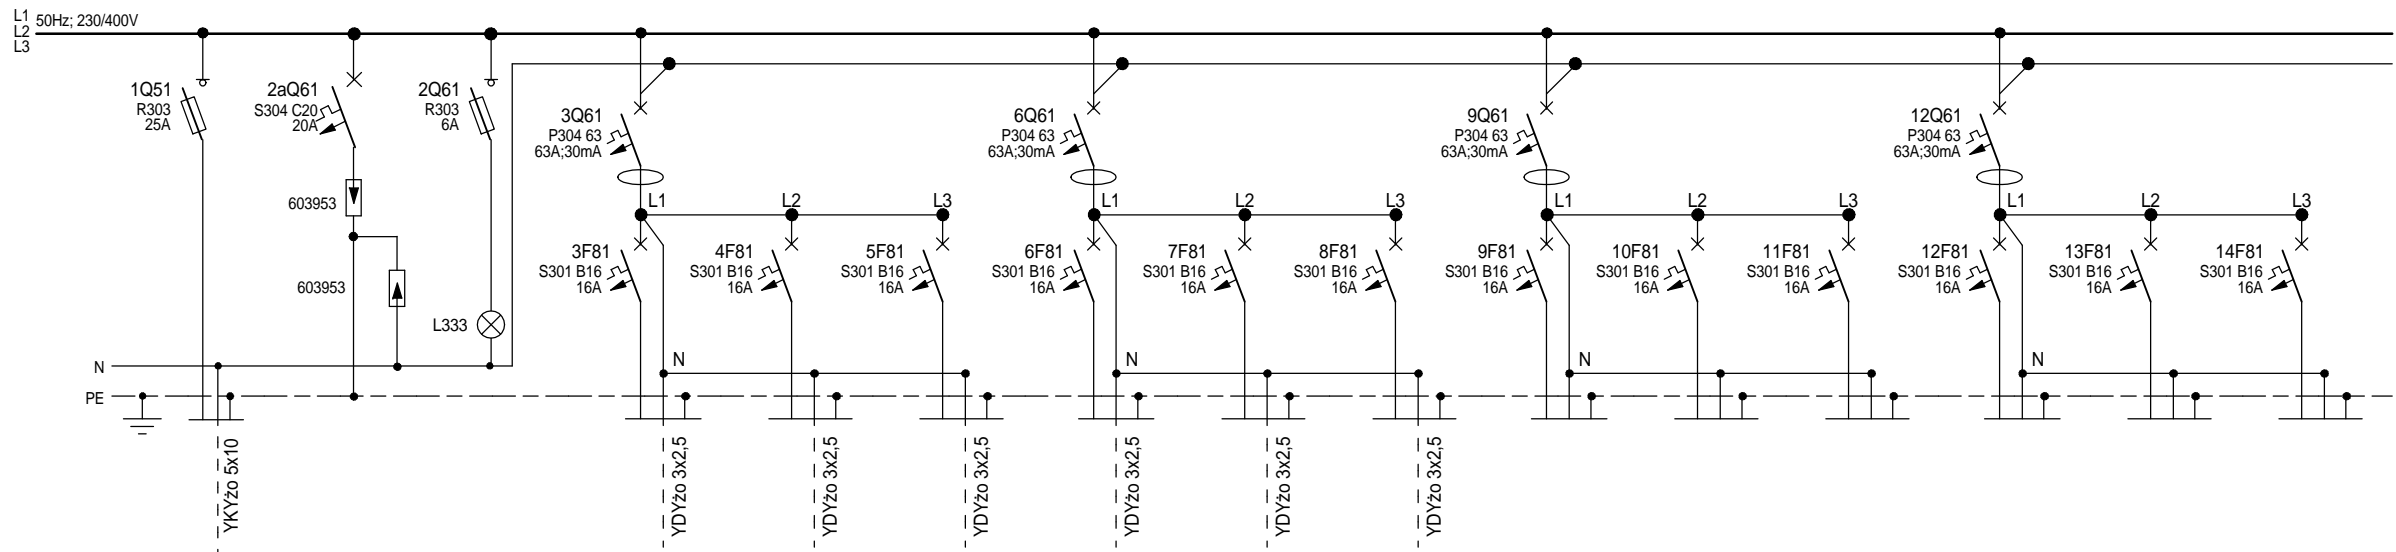 L1
50Hz; 230/400V
L2
L3
1Q51
R303
25A
2aQ61
S304 C20
20A
2Q61
R303
6A
3Q61
P304 63
63A;30mA
6Q61
P304 63
63A;30mA
9Q61
P304 63
63A;30mA
12Q61
P304 63
63A;30mA
603953
603953
L333
L1
L2
L3
L1
L2
L3
L1
L2
L3
L1
L2
L3
3F81
S301 B16
16A
4F81
S301 B16
16A
5F81
S301 B16
16A
6F81
S301 B16
16A
7F81
S301 B16
16A
8F81
S301 B16
16A
9F81
S301 B16
16A
10F81
S301 B16
16A
11F81
S301 B16
16A
12F81
S301 B16
16A
13F81
S301 B16
16A
14F81
S301 B16
16A
N
N
N
N
N
PE
YKYżo 5x10
YDYżo 3x2,5
YDYżo 3x2,5
YDYżo 3x2,5
YDYżo 3x2,5
YDYżo 3x2,5
YDYżo 3x2,5